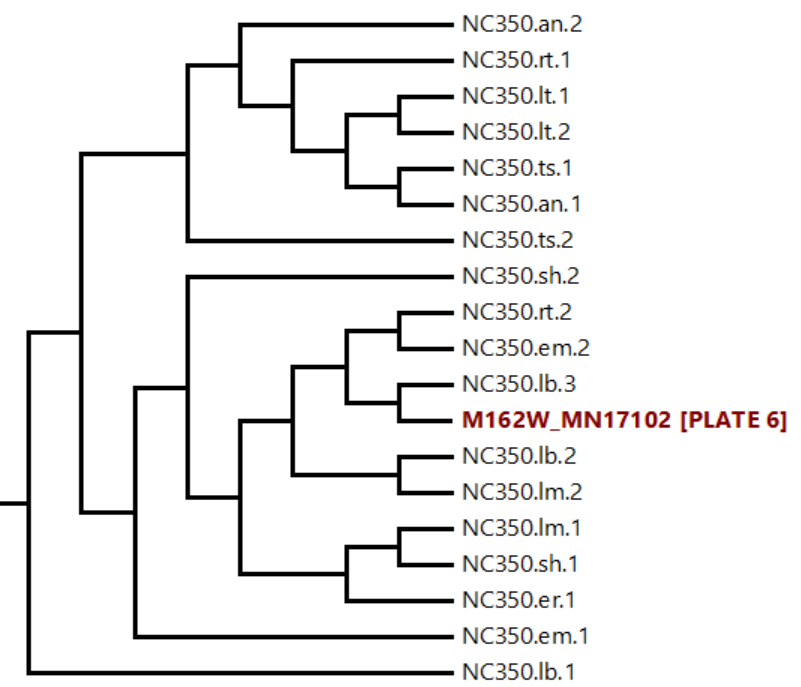 NC350.an.2
NC350.rt.1
NC350.lt.1
NC350.lt.2
NC350.ts.1
NC350.an.1
NC350.ts.2
NC350.sh.2
NC350.rt.2
NC350.em.2
NC350.lb.3
M162W_MN17102 [PLATE 6]
NC350.lb.2
NC350.lm.2
NC350.lm.1
NC350.sh.1
NC350.er.1
NC350.em.1
NC350.lb.1